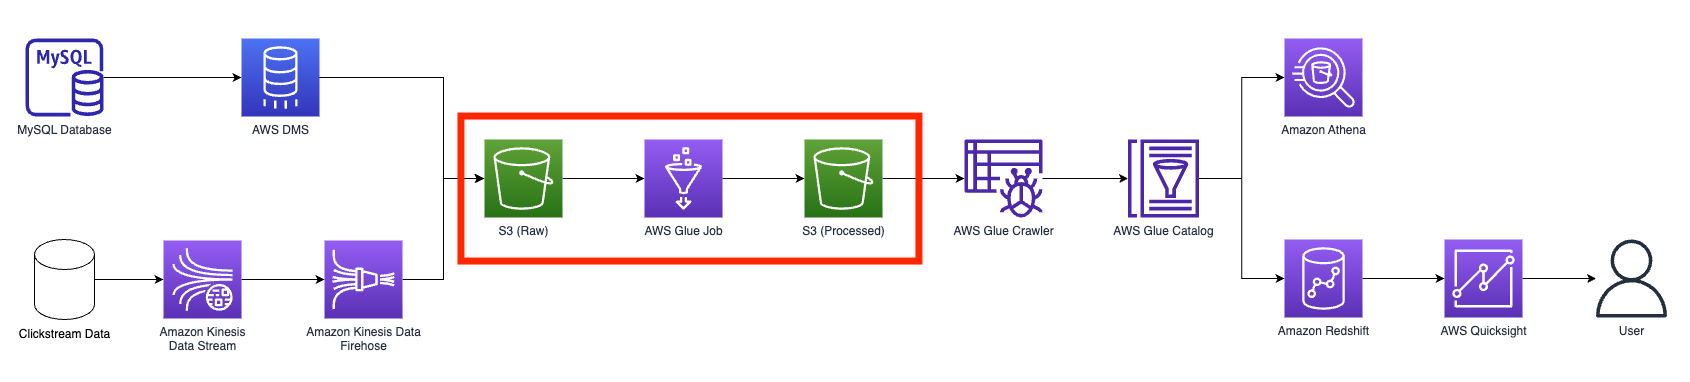 MySQL
MySQL Database
AWS DMS
Clickstream Data
Amazon Kinesis
Data Stream
Amazon Kinesis Data
Firehose
S3 (Raw)
AWS Glue Job
S3 (Processed)
AWS Glue Crawler
AWS Glue Catalog
Amazon Athena
Amazon Redshift
AWS Quicksight
User